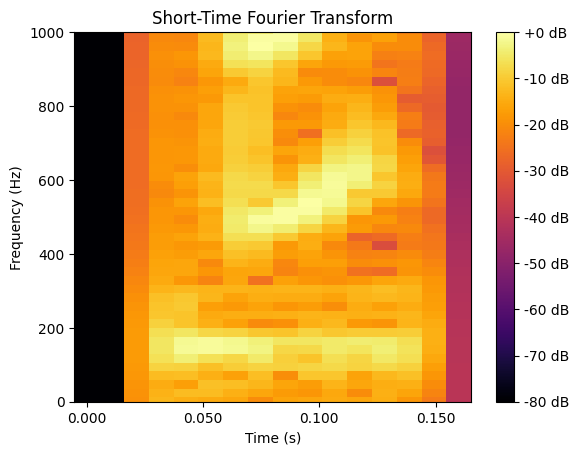 Short-Time Fourier Transform
1000
800
600
400
200
0
Frequency (Hz)
0.000
0.050
0.100
0.150
Time (s)
+0 dB
-10 dB
-20 dB
-30 dB
-40 dB
-50 dB
-60 dB
-70 dB
-80 dB